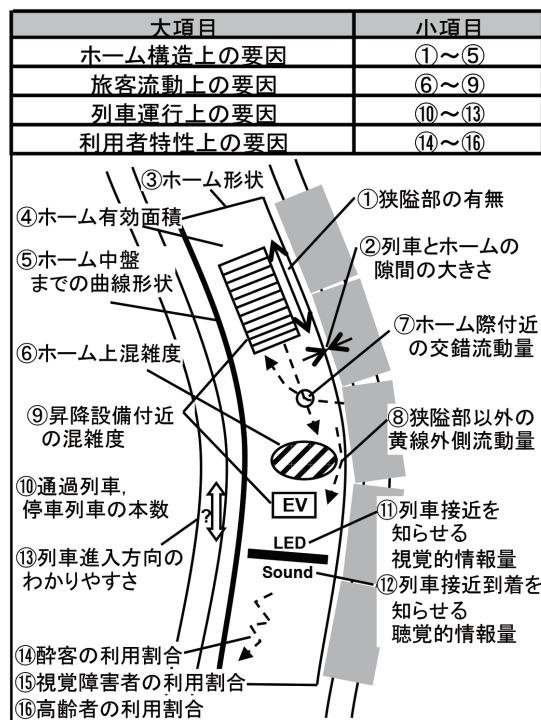 大項目 小項目
ホーム構造上の要因 ①～⑤
旅客流動上の要因 ⑥～⑨
列車運行上の要因 ⑩～⑬
利用者特性上の要因 ⑭～⑯
③ホーム形状
①狭隘部の有無
④ホーム有効面積
②列車とホームの
隙間の大きさ
⑤ホーム中盤
までの曲線形状
⑦ホーム際付近
の交錯流動量
⑥ホーム上混雑度
⑧狭隘部以外の
黄線外側流動量
⑨昇降設備付近
の混雑度
EV
⑩通過列車,
停車列車の本数
?
⑪列車接近を
知らせる
視覚的情報量
LED
⑬列車進入方向の
わかりやすさ
Sound
⑫列車接近到着を
知らせる
聴覚的情報量
⑭酔客の利用割合
⑮視覚障害者の利用割合
⑯高齢者の利用割合